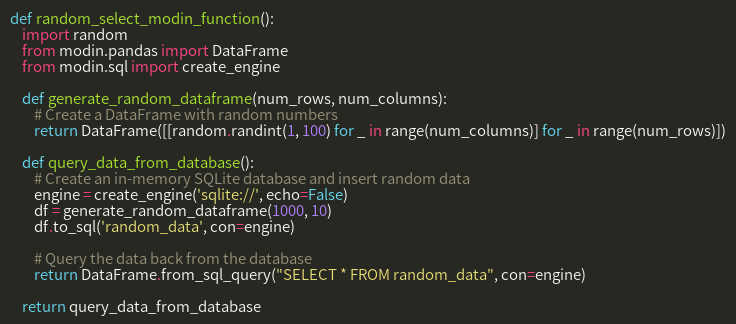 def random_select_modin_function():
    import random
    from modin.pandas import DataFrame
    from modin.sql import create_engine

    def generate_random_dataframe(num_rows, num_columns):
        # Create a DataFrame with random numbers
        return DataFrame([[random.randint(1, 100) for _ in range(num_columns)] for _ in range(num_rows)])

    def query_data_from_database():
        # Create an in-memory SQLite database and insert random data
        engine = create_engine('sqlite://', echo=False)
        df = generate_random_dataframe(1000, 10)
        df.to_sql('random_data', con=engine)

        # Query the data back from the database
        return DataFrame.from_sql_query("SELECT * FROM random_data", con=engine)

    return query_data_from_database